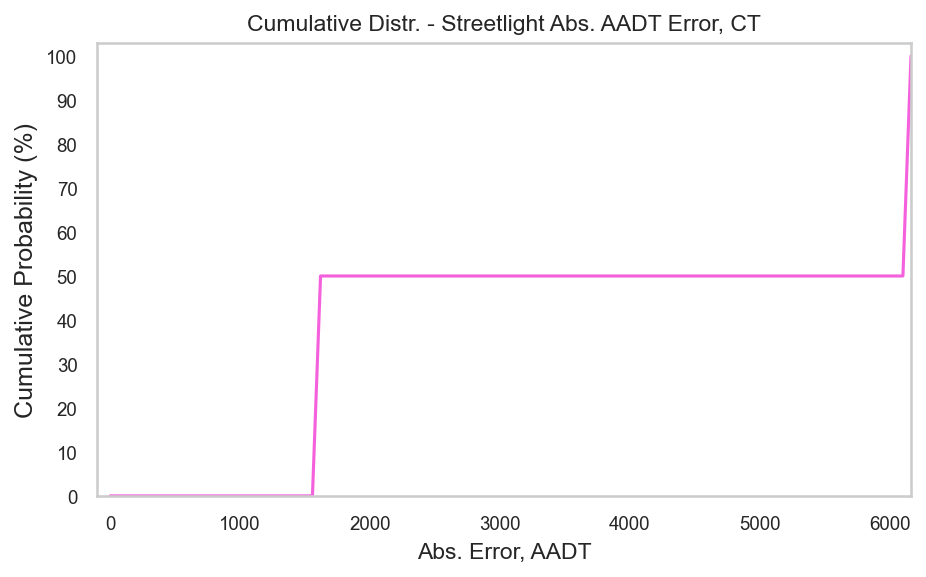 Cumulative Distr. - Streetlight Abs. AADT Error, CT
Cumulative Probability (%)
100
90
80
70
60
50
40
30
20
10
0
0 1000 2000 3000 4000 5000 6000
Abs. Error, AADT